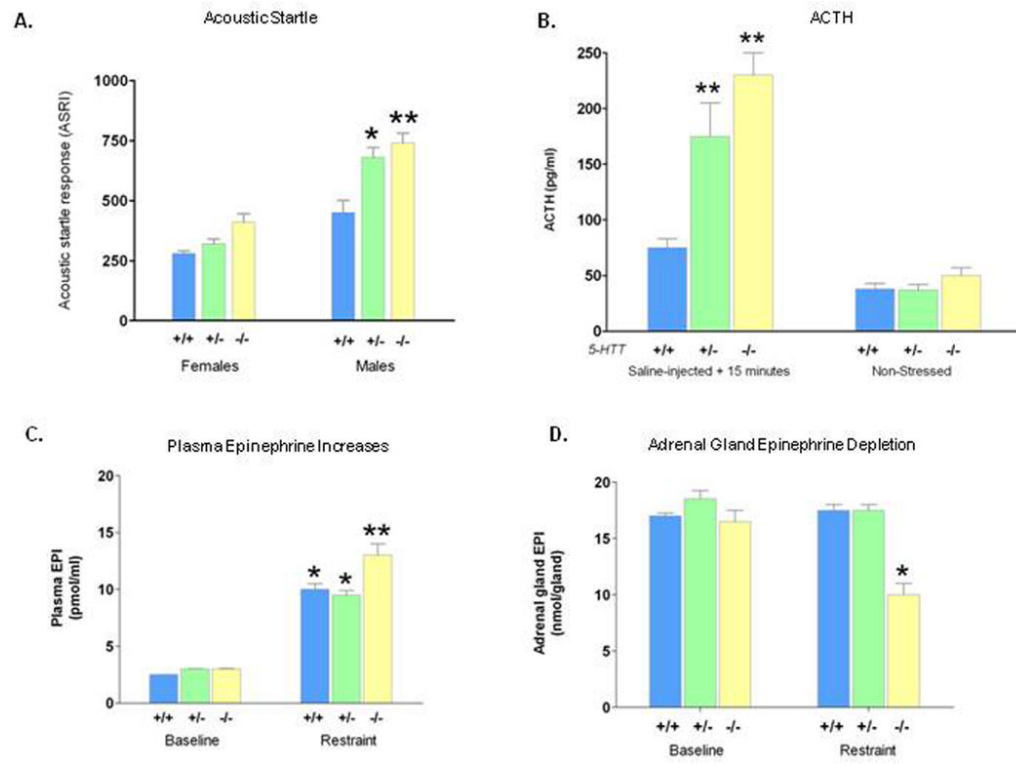 A.
Acoustic Startle
Acoustic startle response (ASRI)
1000
750
500
250
0
*
**
+/+ +/- -/- +/+ +/- -/-
Females Males
B.
ACTH
ACTH (pg/ml)
250
200
150
100
50
0
**
**
5-HTT +/+ +/- -/- +/+ +/- -/-
Saline-injected + 15 minutes Non-Stressed
C.
Plasma Epinephrine Increases
Plasma EPI
(pmol/ml)
20
15
10
5
0
* * **
+/+ +/- -/- +/+ +/- -/-
Baseline Restraint
D.
Adrenal Gland Epinephrine Depletion
Adrenal gland EPI
(nmol/gland)
20
15
10
5
0
*
+/+ +/- -/- +/+ +/- -/-
Baseline Restraint